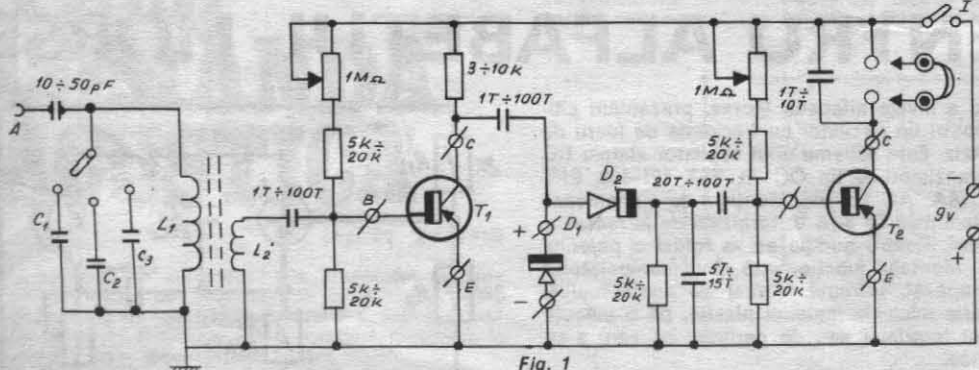 I
10÷50pF
A
1MΩ
3÷10k
1T÷100T
C
1MΩ
1T÷
10T
5K÷
20K
5K÷
20K
C
D2
20T÷100T
1T÷100T
B
T1
+
D1
T2
-
9v
+
C1
C2
C3
L1
L2
5K÷
20K
E
-
5K÷
20K
5T÷
15T
5K÷
20K
E
Fig. 1